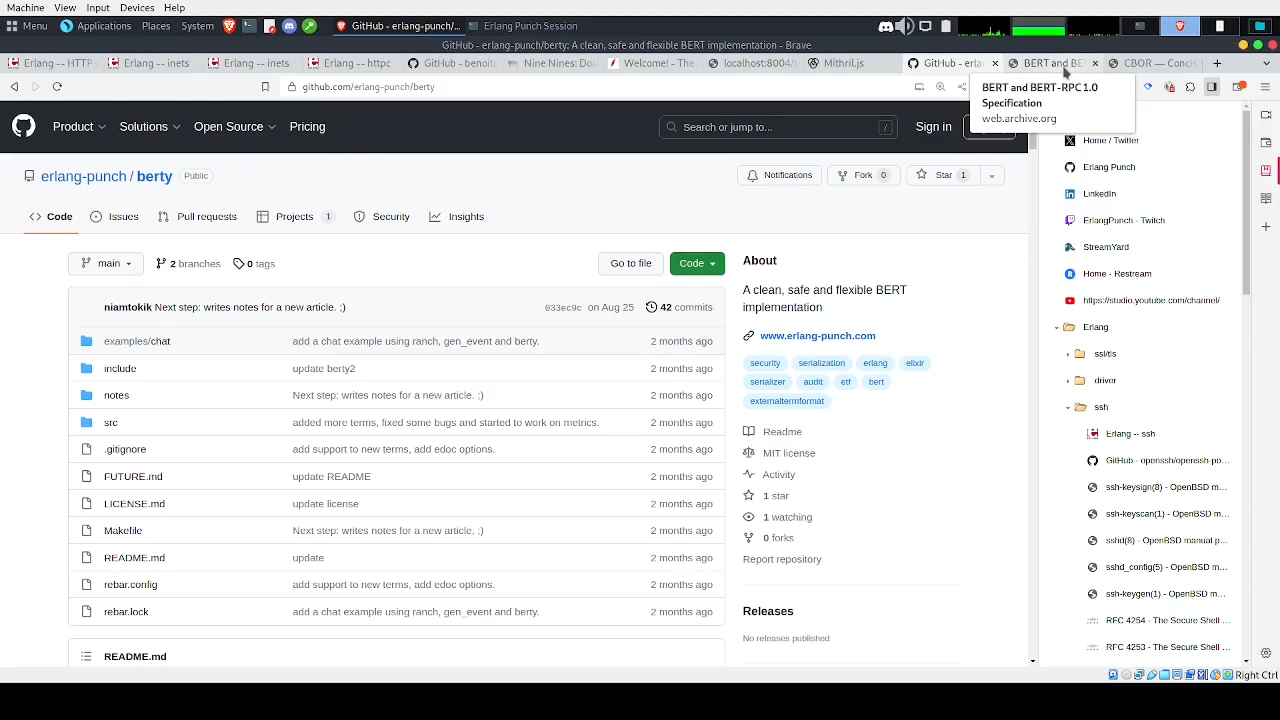 Machine View Input Devices Help
Menu Applications Places System GitHub - erlang-punch/... Erlang Punch Session
GitHub - erlang-punch/berty: A clean, safe and flexible BERT implementation - Brave
Erlang -- HTTP Erlang -- inets Erlang -- inets Erlang -- httpc GitHub - benoit NineNines: Doc Welcome! - The localhost:8004/ Mithril.js GitHub - erla BERT and BE CBOR — Concis
github.com/erlang-punch/berty
BERT and BERT-RPC 1.0
Specification
web.archive.org
Product Solutions Open Source Pricing
Search or jump to... /
Sign in
erlang-punch / berty Public
Notifications Fork 0 Star 1
Code Issues Pull requests Projects 1 Security Insights
main 2 branches 0 tags Go to file Code
niamtokik Next step: writes notes for a new article. ;) 033ec9c on Aug 25 42 commits
examples/chat add a chat example using ranch, gen_event and berty. 2 months ago
include update berty2 2 months ago
notes Next step: writes notes for a new article. ;) 2 months ago
src added more terms, fixed some bugs and started to work on metrics. 2 months ago
.gitignore add support to new terms, add edoc options. 2 months ago
FUTURE.md update README 2 months ago
LICENSE.md update license 2 months ago
Makefile Next step: writes notes for a new article. ;) 2 months ago
README.md update 2 months ago
rebar.config add support to new terms, add edoc options. 2 months ago
rebar.lock add a chat example using ranch, gen_event and berty. 2 months ago
README.md
About
A clean, safe and flexible BERT
implementation
www.erlang-punch.com
security serialization erlang elixir
serializer audit etf bert
externaltermformat
Readme
MIT license
Activity
1 star
1 watching
0 forks
Report repository
Releases
No releases published
Home / Twitter
Erlang Punch
LinkedIn
ErlangPunch - Twitch
StreamYard
Home - Restream
https://studio.youtube.com/channel/
Erlang
ssl/tls
driver
ssh
Erlang -- ssh
GitHub - openssh/openssh-po...
ssh-keysign(8) - OpenBSD m...
ssh-keyscan(1) - OpenBSD m...
sshd(8) - OpenBSD manual p...
sshd_config(5) - OpenBSD m...
ssh-keygen(1) - OpenBSD m...
RFC 4254 - The Secure Shell ...
RFC 4253 - The Secure Shell ...
Right Ctrl